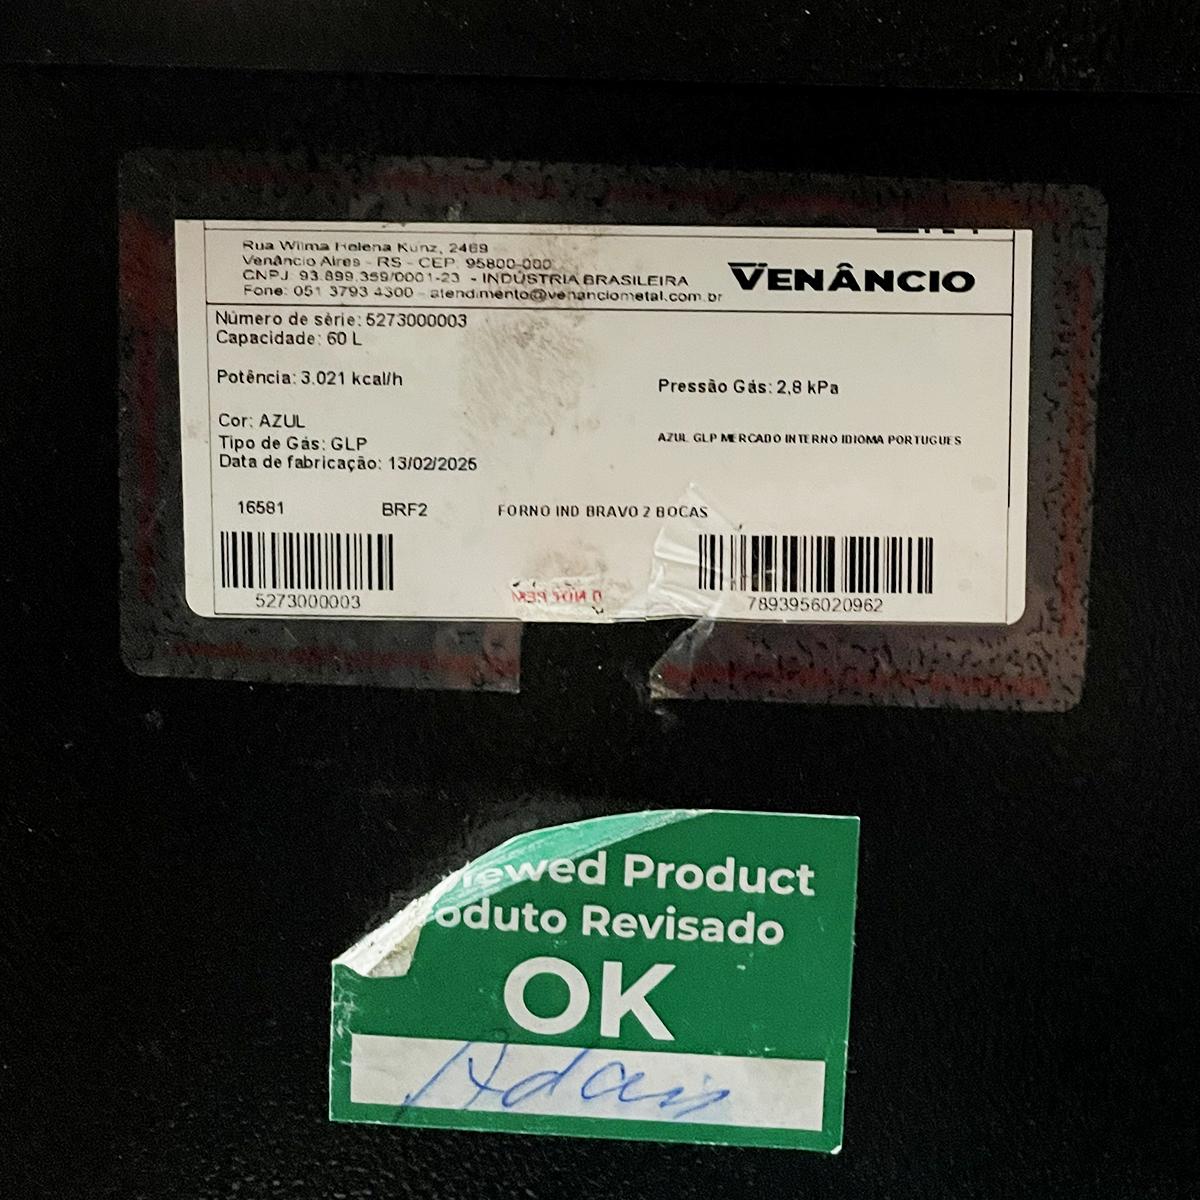 Rua Wilma Helena Kunz, 2469
Venâncio Aires - RS - CEP: 95800-000
CNPJ: 93.899.359/0001-23 - INDÚSTRIA BRASILEIRA
Fone: 051 3793 4300 - atendimento@venanciometal.com.br
VENÂNCIO
Número de série: 5273000003
Capacidade: 60 L
Potência: 3.021 kcal/h
Pressão Gás: 2,8 kPa
Cor: AZUL
Tipo de Gás: GLP
AZUL GLP MERCADO INTERNO IDIOMA PORTUGUES
Data de fabricação: 13/02/2025
16581 BRF2 FORNO IND BRAVO 2 BOCAS
5273000003
7893956020962
iewed Product
oduto Revisado
OK